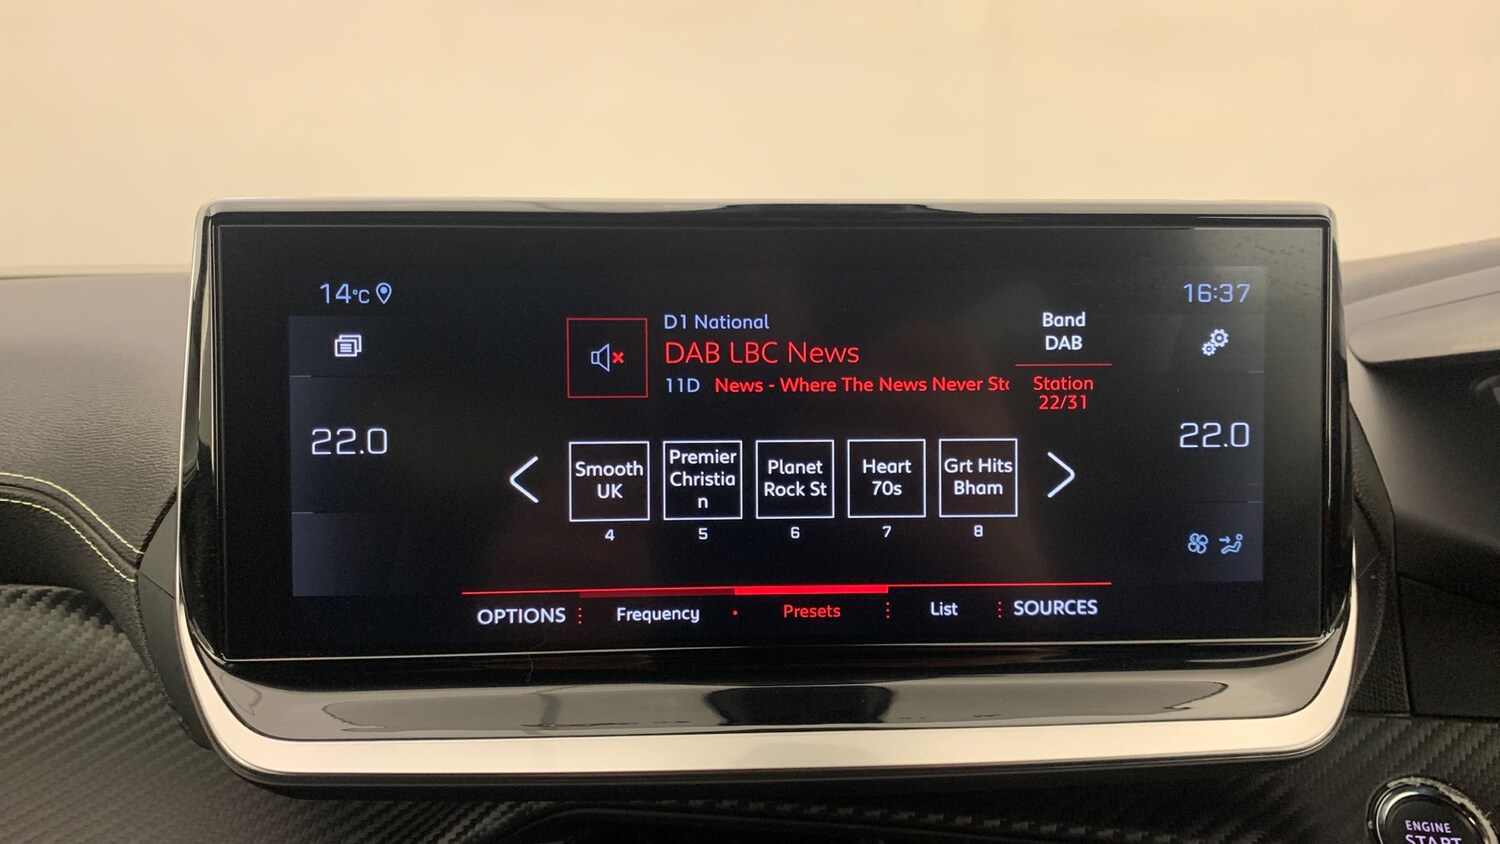 14°C
16:37
D1 National
DAB LBC News
11D News - Where The News Never Sto
Band
DAB
Station
22/31
22.0
22.0
Smooth
UK
4
Premier
Christia
n
5
Planet
Rock St
6
Heart
70s
7
Grt Hits
Bham
8
OPTIONS
Frequency
Presets
List
SOURCES
ENGINE
START